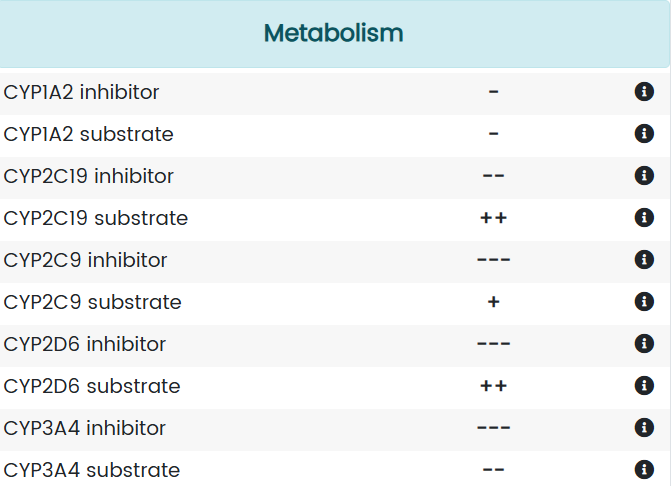 Metabolism
CYP1A2 inhibitor -
CYP1A2 substrate -
CYP2C19 inhibitor --
CYP2C19 substrate ++
CYP2C9 inhibitor ---
CYP2C9 substrate +
CYP2D6 inhibitor ---
CYP2D6 substrate ++
CYP3A4 inhibitor ---
CYP3A4 substrate --